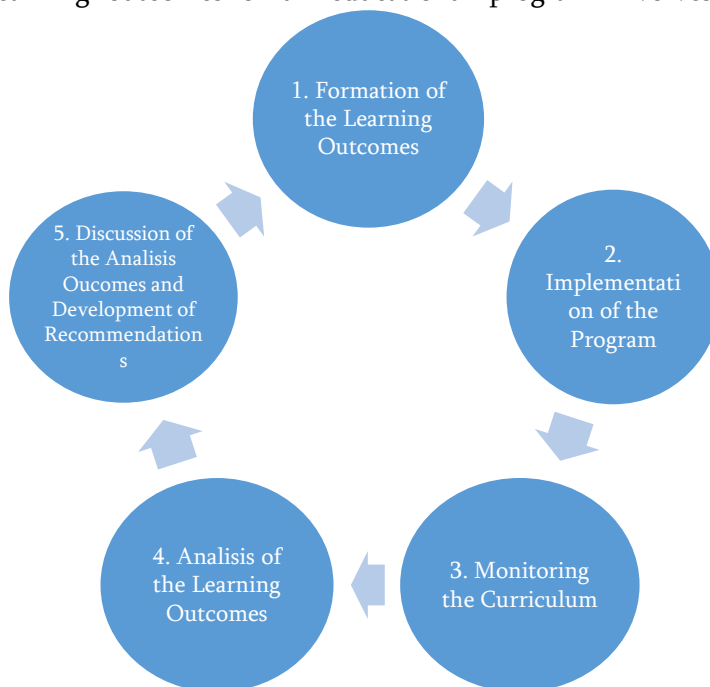 1. Formation of
the Learning
Outcomes
2.
Implementati
on of the
Program
3. Monitoring
the Curriculum
4. Analisis of
the Learning
Outcomes
5. Discussion of
the Analisis
Oucomes and
Development of
Recommendation
s